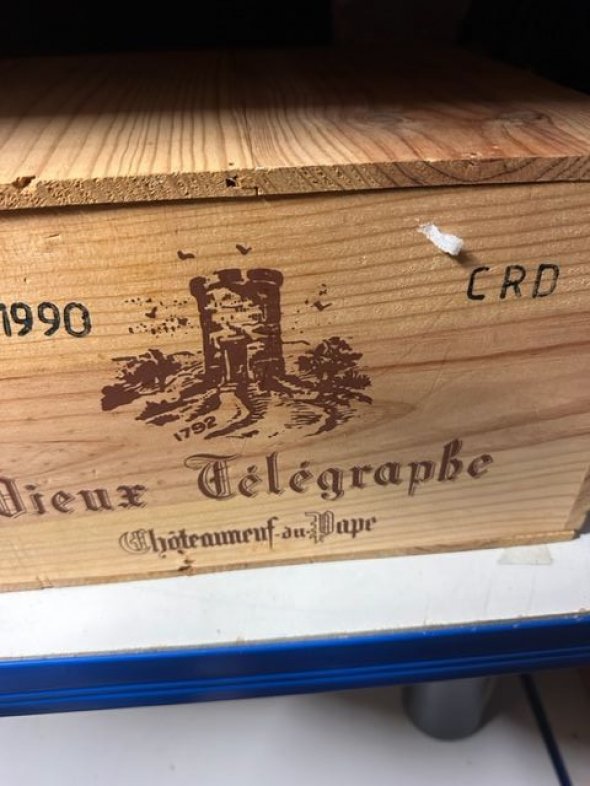 1990
CRD
1792
Vieux Télégraphe
Châteauneuf-du-Pape